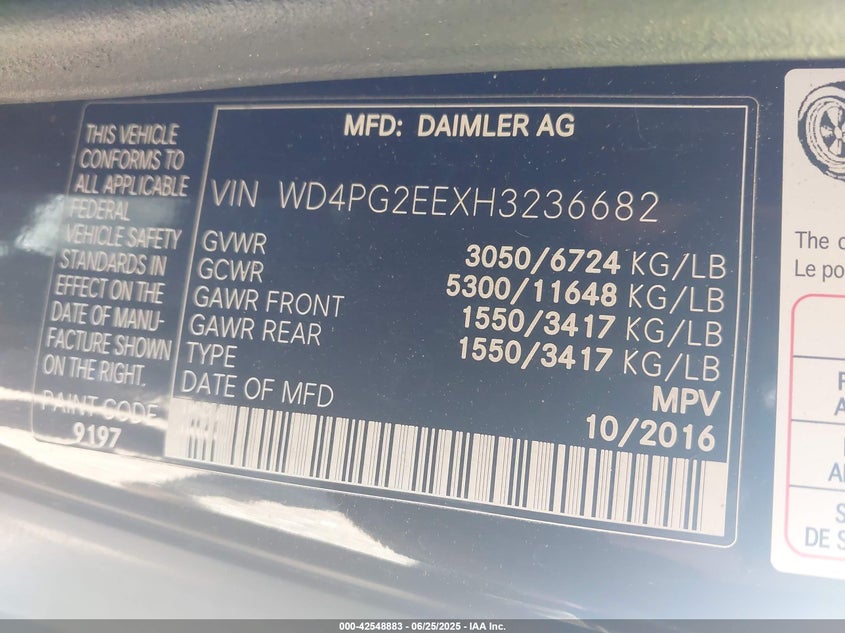 THIS VEHICLE
CONFORMS TO
ALL APPLICABLE
FEDERAL
VEHICLE SAFETY
STANDARDS IN
EFFECT ON THE
DATE OF MANU-
FACTURE SHOWN
ON THE RIGHT.
PAINT CODE
9197
MFD: DAIMLER AG
VIN WD4PG2EEXH3236682
GVWR 3050/6724 KG/LB
GCWR 5300/11648 KG/LB
GAWR FRONT 1550/3417 KG/LB
GAWR REAR 1550/3417 KG/LB
TYPE MPV
DATE OF MFD 10/2016
The
Le
DE
000-42548883 - 06/25/2025 - IAA Inc.